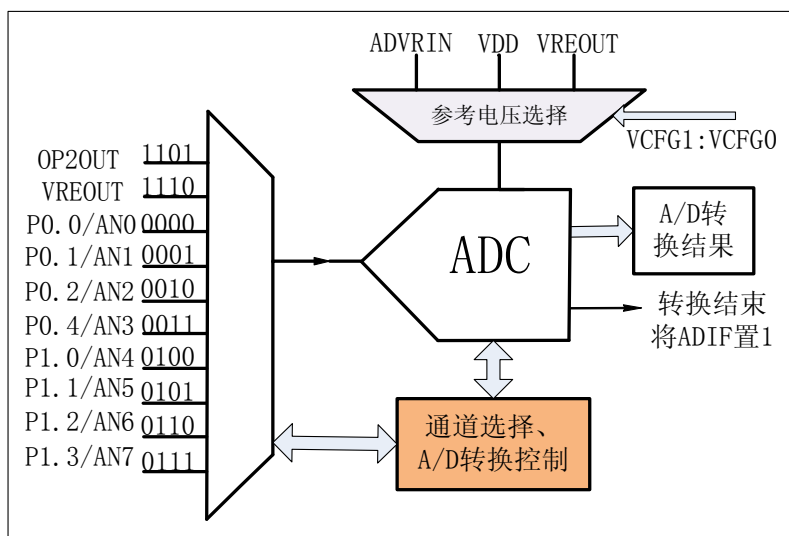 ADVRIN VDD VREOUT
参考电压选择
VCFG1:VCFG0
OP2OUT 1101
VREOUT 1110
P0.0/AN0 0000
P0.1/AN1 0001
P0.2/AN2 0010
P0.4/AN3 0011
P1.0/AN4 0100
P1.1/AN5 0101
P1.2/AN6 0110
P1.3/AN7 0111
ADC
A/D转
换结果
转换结束
将ADIF置1
通道选择、
A/D转换控制